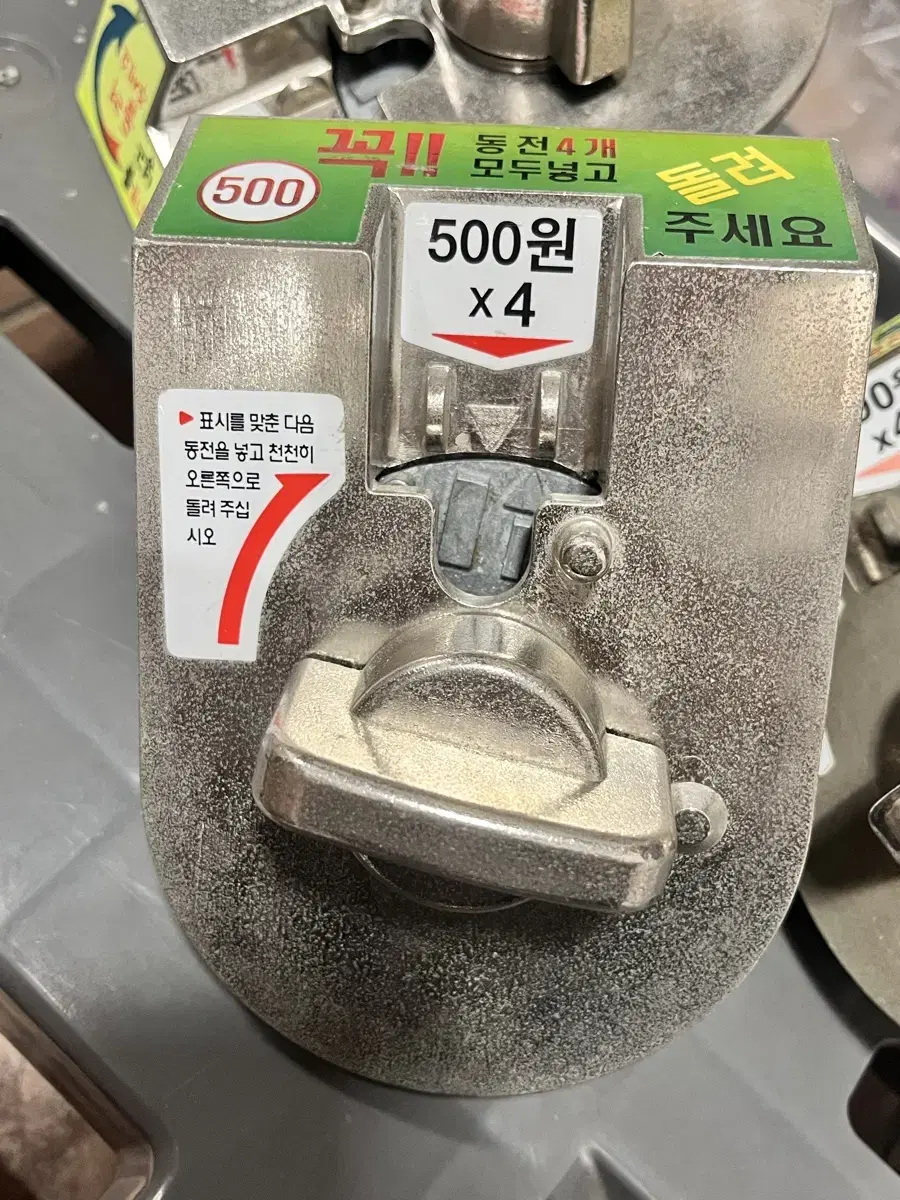 500
꼭!!
동전4개
모두넣고
돌려
주세요
500원
x 4
▶ 표시를 맞춘 다음
동전을 넣고 천천히
오른쪽으로
돌려 주십
시오
x4